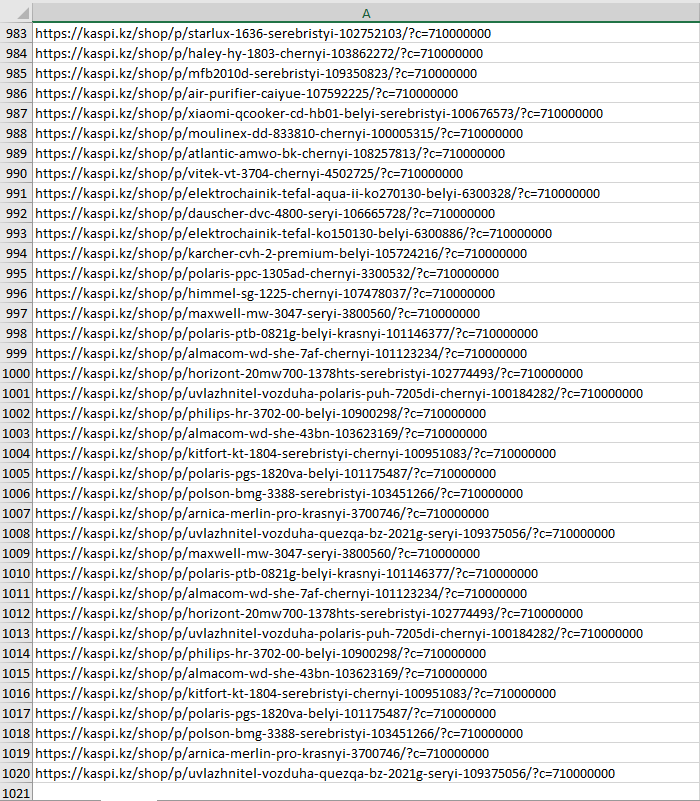 A
983 https://kaspi.kz/shop/p/starlux-1636-serebristyi-102752103/?c=710000000
984 https://kaspi.kz/shop/p/haley-hy-1803-chernyi-103862272/?c=710000000
985 https://kaspi.kz/shop/p/mfb2010d-serebristyi-109350823/?c=710000000
986 https://kaspi.kz/shop/p/air-purifier-caiyue-107592225/?c=710000000
987 https://kaspi.kz/shop/p/xiaomi-qcooker-cd-hb01-belyi-serebristyi-100676573/?c=710000000
988 https://kaspi.kz/shop/p/moulinex-dd-833810-chernyi-100005315/?c=710000000
989 https://kaspi.kz/shop/p/atlantic-amwo-bk-chernyi-108257813/?c=710000000
990 https://kaspi.kz/shop/p/vitek-vt-3704-chernyi-4502725/?c=710000000
991 https://kaspi.kz/shop/p/elektrochainik-tefal-aqua-ii-ko270130-belyi-6300328/?c=710000000
992 https://kaspi.kz/shop/p/dauscher-dvc-4800-seryi-106665728/?c=710000000
993 https://kaspi.kz/shop/p/elektrochainik-tefal-ko150130-belyi-6300886/?c=710000000
994 https://kaspi.kz/shop/p/karcher-cvh-2-premium-belyi-105724216/?c=710000000
995 https://kaspi.kz/shop/p/polaris-ppc-1305ad-chernyi-3300532/?c=710000000
996 https://kaspi.kz/shop/p/himmel-sg-1225-chernyi-107478037/?c=710000000
997 https://kaspi.kz/shop/p/maxwell-mw-3047-seryi-3800560/?c=710000000
998 https://kaspi.kz/shop/p/polaris-ptb-0821g-belyi-krasnyi-101146377/?c=710000000
999 https://kaspi.kz/shop/p/almacom-wd-she-7af-chernyi-101123234/?c=710000000
1000 https://kaspi.kz/shop/p/horizont-20mw700-1378hts-serebristyi-102774493/?c=710000000
1001 https://kaspi.kz/shop/p/uvlazhnitel-vozduha-polaris-puh-7205di-chernyi-100184282/?c=710000000
1002 https://kaspi.kz/shop/p/philips-hr-3702-00-belyi-10900298/?c=710000000
1003 https://kaspi.kz/shop/p/almacom-wd-she-43bn-103623169/?c=710000000
1004 https://kaspi.kz/shop/p/kitfort-kt-1804-serebristyi-chernyi-100951083/?c=710000000
1005 https://kaspi.kz/shop/p/polaris-pgs-1820va-belyi-101175487/?c=710000000
1006 https://kaspi.kz/shop/p/polson-bmg-3388-serebristyi-103451266/?c=710000000
1007 https://kaspi.kz/shop/p/arnica-merlin-pro-krasnyi-3700746/?c=710000000
1008 https://kaspi.kz/shop/p/uvlazhnitel-vozduha-quezqa-bz-2021g-seryi-109375056/?c=710000000
1009 https://kaspi.kz/shop/p/maxwell-mw-3047-seryi-3800560/?c=710000000
1010 https://kaspi.kz/shop/p/polaris-ptb-0821g-belyi-krasnyi-101146377/?c=710000000
1011 https://kaspi.kz/shop/p/almacom-wd-she-7af-chernyi-101123234/?c=710000000
1012 https://kaspi.kz/shop/p/horizont-20mw700-1378hts-serebristyi-102774493/?c=710000000
1013 https://kaspi.kz/shop/p/uvlazhnitel-vozduha-polaris-puh-7205di-chernyi-100184282/?c=710000000
1014 https://kaspi.kz/shop/p/philips-hr-3702-00-belyi-10900298/?c=710000000
1015 https://kaspi.kz/shop/p/almacom-wd-she-43bn-103623169/?c=710000000
1016 https://kaspi.kz/shop/p/kitfort-kt-1804-serebristyi-chernyi-100951083/?c=710000000
1017 https://kaspi.kz/shop/p/polaris-pgs-1820va-belyi-101175487/?c=710000000
1018 https://kaspi.kz/shop/p/polson-bmg-3388-serebristyi-103451266/?c=710000000
1019 https://kaspi.kz/shop/p/arnica-merlin-pro-krasnyi-3700746/?c=710000000
1020 https://kaspi.kz/shop/p/uvlazhnitel-vozduha-quezqa-bz-2021g-seryi-109375056/?c=710000000
1021